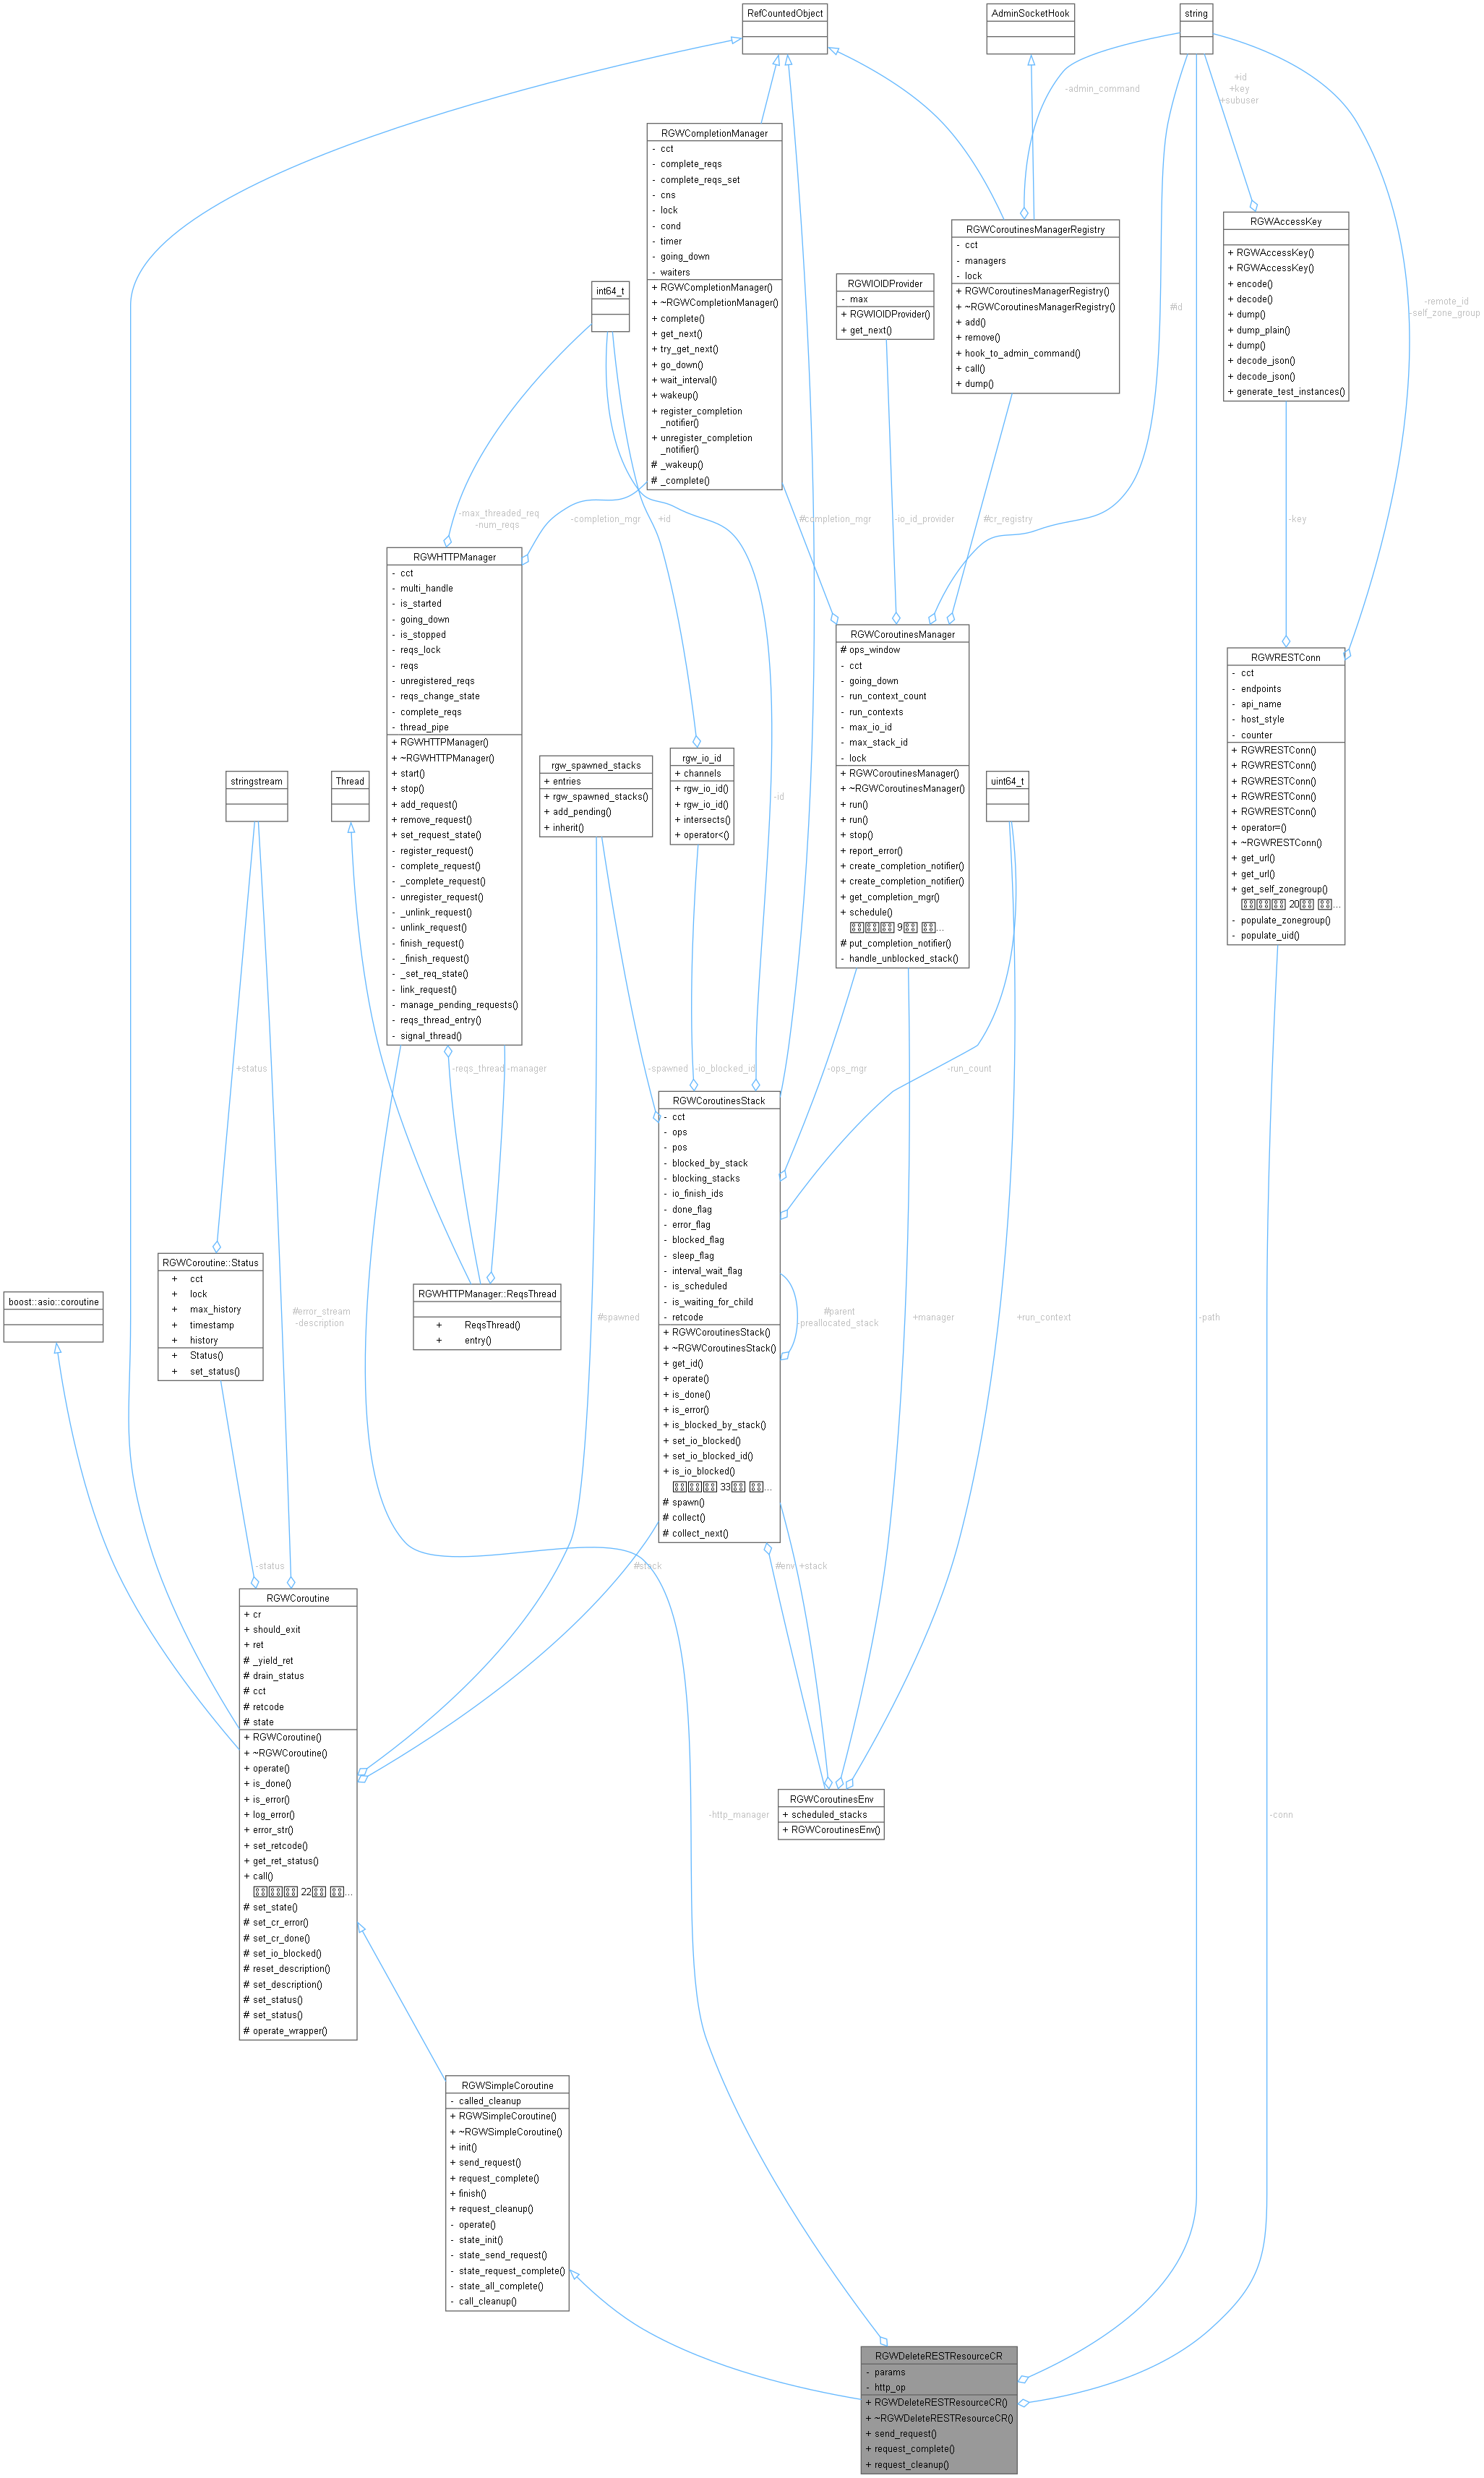 RefCountedObject
AdminSocketHook
string
-admin_command
+id
+key
+subuser
RGWCompletionManager
- cct
- complete_reqs
- complete_reqs_set
- cns
- lock
- cond
- timer
- going_down
- waiters
+ RGWCompletionManager()
+ ~RGWCompletionManager()
+ complete()
+ get_next()
+ try_get_next()
+ go_down()
+ wait_interval()
+ wakeup()
+ register_completion
_notifier()
+ unregister_completion
_notifier()
# _wakeup()
# _complete()
RGWCoroutinesManagerRegistry
- cct
- managers
- lock
+ RGWCoroutinesManagerRegistry()
+ ~RGWCoroutinesManagerRegistry()
+ add()
+ remove()
+ hook_to_admin_command()
+ call()
+ dump()
RGWAccessKey
+ RGWAccessKey()
+ RGWAccessKey()
+ encode()
+ decode()
+ dump()
+ dump_plain()
+ dump()
+ decode_json()
+ decode_json()
+ generate_test_instances()
int64_t
RGWIOIDProvider
- max
+ RGWIOIDProvider()
+ get_next()
#id
-remote_id
-self_zone_group
-max_threaded_req
-num_reqs
-completion_mgr
+id
#completion_mgr
-io_id_provider
#cr_registry
-key
RGWHTTPManager
- cct
- multi_handle
- is_started
- going_down
- is_stopped
- reqs_lock
- reqs
- unregistered_reqs
- reqs_change_state
- complete_reqs
- thread_pipe
+ RGWHTTPManager()
+ ~RGWHTTPManager()
+ start()
+ stop()
+ add_request()
+ remove_request()
+ set_request_state()
- register_request()
- complete_request()
- _complete_request()
- unregister_request()
- _unlink_request()
- unlink_request()
- finish_request()
- _finish_request()
- _set_req_state()
- link_request()
- manage_pending_requests()
- reqs_thread_entry()
- signal_thread()
RGWCoroutinesManager
# ops_window
- cct
- going_down
- run_context_count
- run_contexts
- max_io_id
- max_stack_id
- lock
+ RGWCoroutinesManager()
+ ~RGWCoroutinesManager()
+ run()
+ run()
+ stop()
+ report_error()
+ create_completion_notifier()
+ create_completion_notifier()
+ get_completion_mgr()
+ schedule()
9 ...
# put_completion_notifier()
- handle_unblocked_stack()
RGWRESTConn
- cct
- endpoints
- api_name
- host_style
- counter
+ RGWRESTConn()
+ RGWRESTConn()
+ RGWRESTConn()
+ RGWRESTConn()
+ RGWRESTConn()
+ operator=()
+ ~RGWRESTConn()
+ get_url()
+ get_url()
+ get_self_zonegroup()
20 ...
- populate_zonegroup()
- populate_uid()
stringstream
Thread
rgw_spawned_stacks
+ entries
+ rgw_spawned_stacks()
+ add_pending()
+ inherit()
rgw_io_id
+ channels
+ rgw_io_id()
+ rgw_io_id()
+ intersects()
+ operator<()
uint64_t
-id
+status
-reqs_thread
-manager
-spawned
-io_blocked_id
-ops_mgr
-run_count
RGWCoroutinesStack
- cct
- ops
- pos
- blocked_by_stack
- blocking_stacks
- io_finish_ids
- done_flag
- error_flag
- blocked_flag
- sleep_flag
- interval_wait_flag
- is_scheduled
- is_waiting_for_child
- retcode
+ RGWCoroutinesStack()
+ ~RGWCoroutinesStack()
+ get_id()
+ operate()
+ is_done()
+ is_error()
+ is_blocked_by_stack()
+ set_io_blocked()
+ set_io_blocked_id()
+ is_io_blocked()
33 ...
# spawn()
# collect()
# collect_next()
RGWCoroutine::Status
+ cct
+ lock
+ max_history
+ timestamp
+ history
+ Status()
+ set_status()
boost::asio::coroutine
#error_stream
-description
RGWHTTPManager::ReqsThread
+ ReqsThread()
+ entry()
#spawned
#parent
-preallocated_stack
+manager
+run_context
-path
-status
#stack
#env
+stack
RGWCoroutine
+ cr
+ should_exit
+ ret
# _yield_ret
# drain_status
# cct
# retcode
# state
+ RGWCoroutine()
+ ~RGWCoroutine()
+ operate()
+ is_done()
+ is_error()
+ log_error()
+ error_str()
+ set_retcode()
+ get_ret_status()
+ call()
22 ...
# set_state()
# set_cr_error()
# set_cr_done()
# set_io_blocked()
# reset_description()
# set_description()
# set_status()
# set_status()
# operate_wrapper()
-http_manager
RGWCoroutinesEnv
+ scheduled_stacks
+ RGWCoroutinesEnv()
-conn
RGWSimpleCoroutine
- called_cleanup
+ RGWSimpleCoroutine()
+ ~RGWSimpleCoroutine()
+ init()
+ send_request()
+ request_complete()
+ finish()
+ request_cleanup()
- operate()
- state_init()
- state_send_request()
- state_request_complete()
- state_all_complete()
- call_cleanup()
RGWDeleteRESTResourceCR
- params
- http_op
+ RGWDeleteRESTResourceCR()
+ ~RGWDeleteRESTResourceCR()
+ send_request()
+ request_complete()
+ request_cleanup()